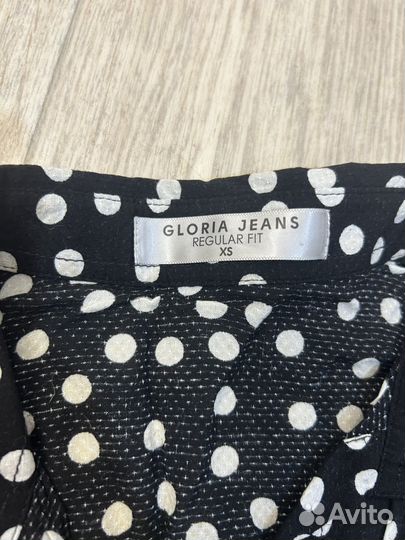 GLORIA JEANS
REGULAR FIT
XS
Avito